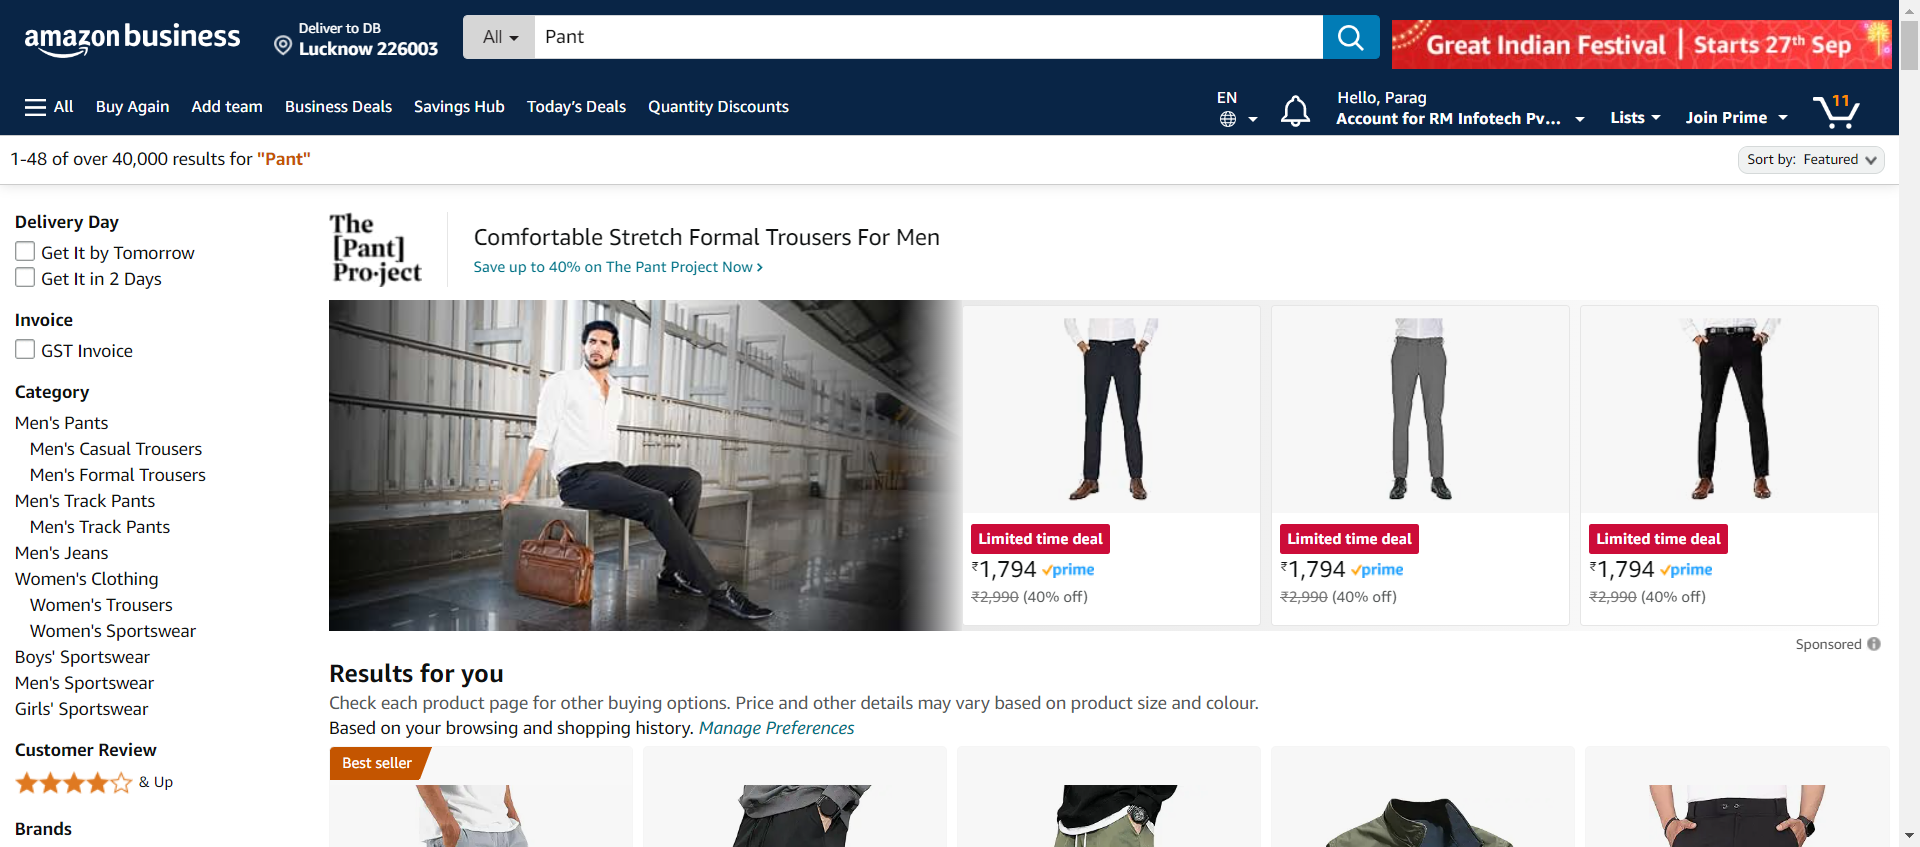 amazon business
Deliver to DB
Lucknow 226003
All
Pant
Great Indian Festival | Starts 27th Sep
All
Buy Again
Add team
Business Deals
Savings Hub
Today's Deals
Quantity Discounts
EN
Hello, Parag
Account for RM Infotech Pv...
Lists
Join Prime
11
1-48 of over 40,000 results for "Pant"
Sort by: Featured
Delivery Day
Get It by Tomorrow
Get It in 2 Days
Invoice
GST Invoice
Category
Men's Pants
Men's Casual Trousers
Men's Formal Trousers
Men's Track Pants
Men's Track Pants
Men's Jeans
Women's Clothing
Women's Trousers
Women's Sportswear
Boys' Sportswear
Men's Sportswear
Girls' Sportswear
Customer Review
& Up
Brands
The
[Pant]
Pro·ject
Comfortable Stretch Formal Trousers For Men
Save up to 40% on The Pant Project Now ›
Limited time deal
₹1,794 prime
₹2,990 (40% off)
Limited time deal
₹1,794 prime
₹2,990 (40% off)
Limited time deal
₹1,794 prime
₹2,990 (40% off)
Sponsored
Results for you
Check each product page for other buying options. Price and other details may vary based on product size and colour.
Based on your browsing and shopping history. Manage Preferences
Best seller